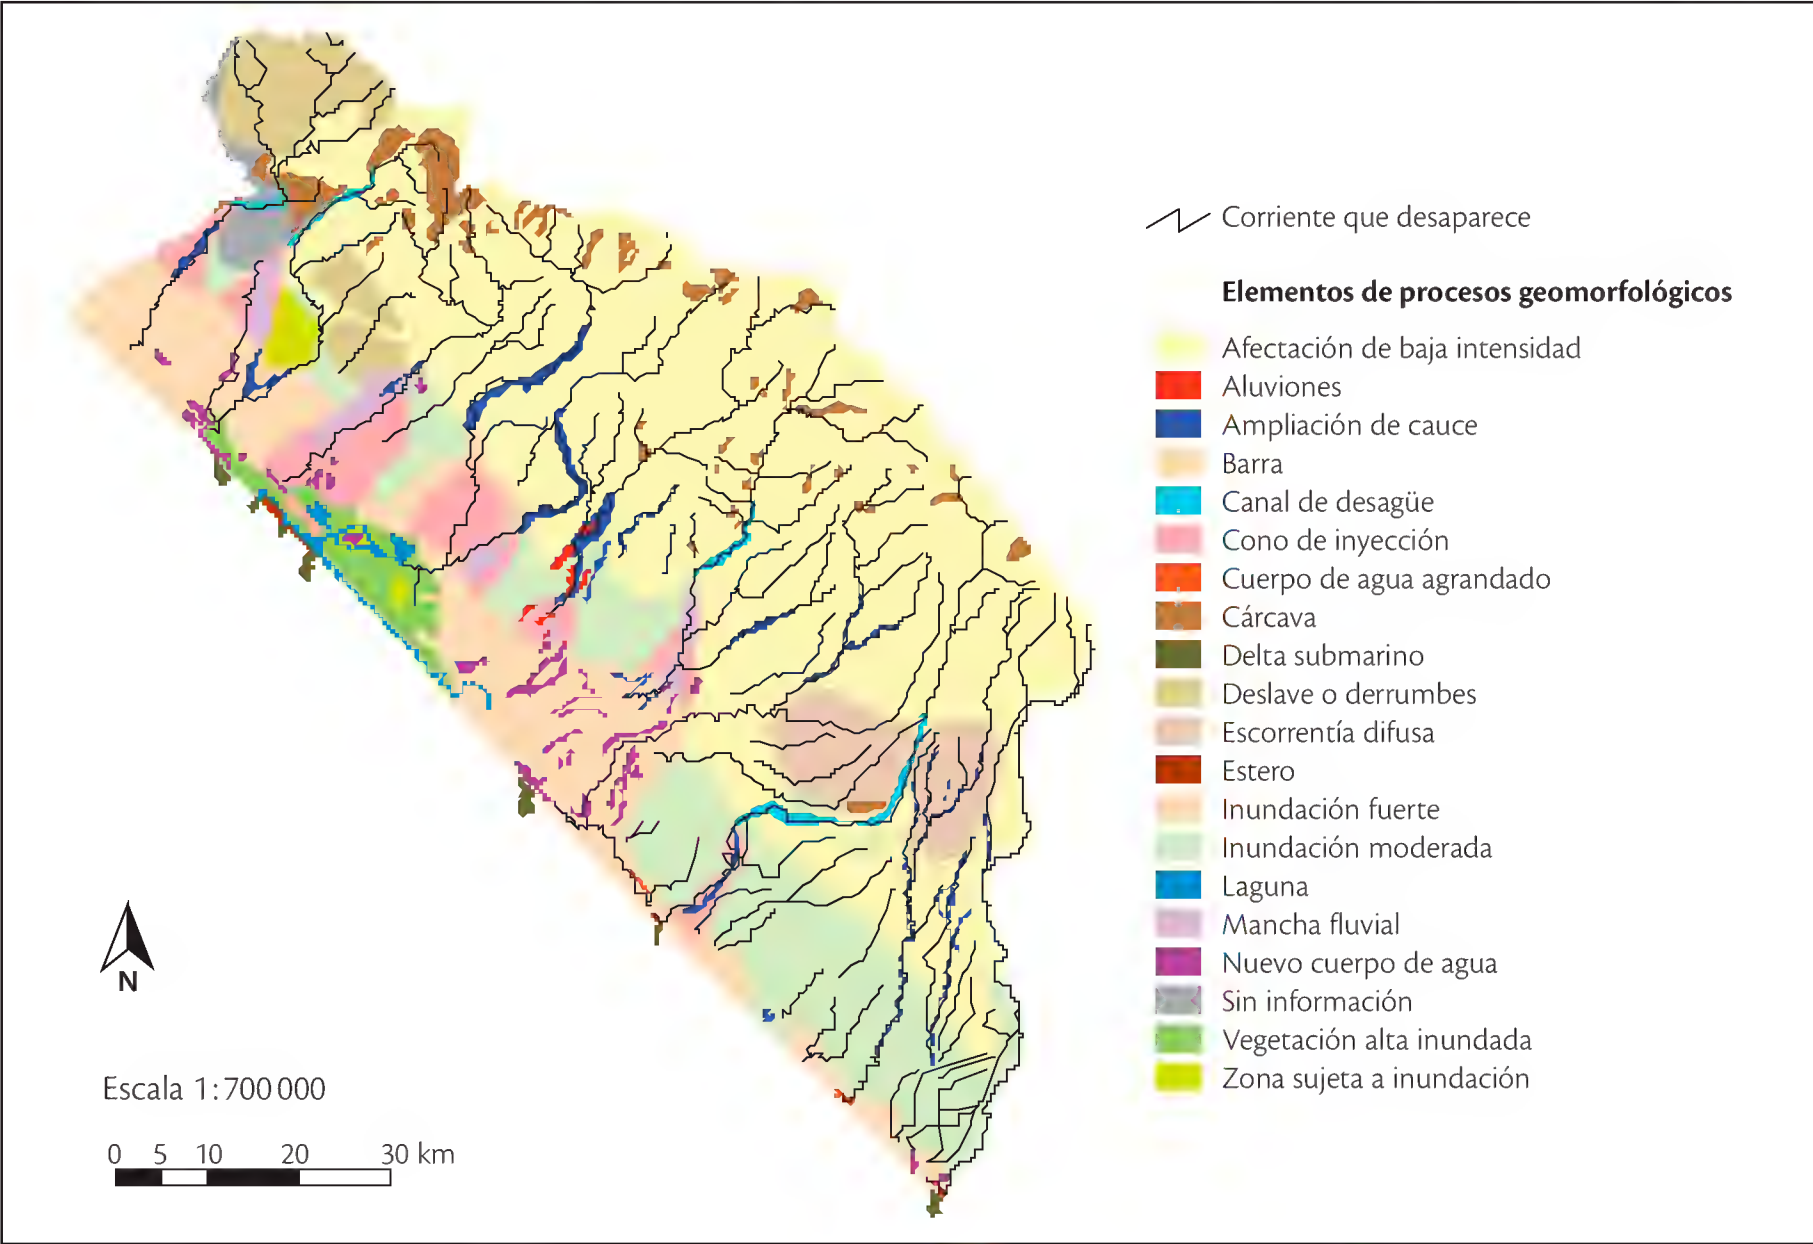 Corriente que desaparece
Elementos de procesos geomorfológicos
Afectación de baja intensidad
Aluviones
Ampliación de cauce
Barra
Canal de desagüe
Cono de inyección
Cuerpo de agua agrandado
Cárcava
Delta submarino
Deslave o derrumbes
Escorrentía difusa
Estero
Inundación fuerte
Inundación moderada
Laguna
Mancha fluvial
Nuevo cuerpo de agua
Sin información
Vegetación alta inundada
Zona sujeta a inundación
N
Escala 1:700 000
0 5 10 20 30 km